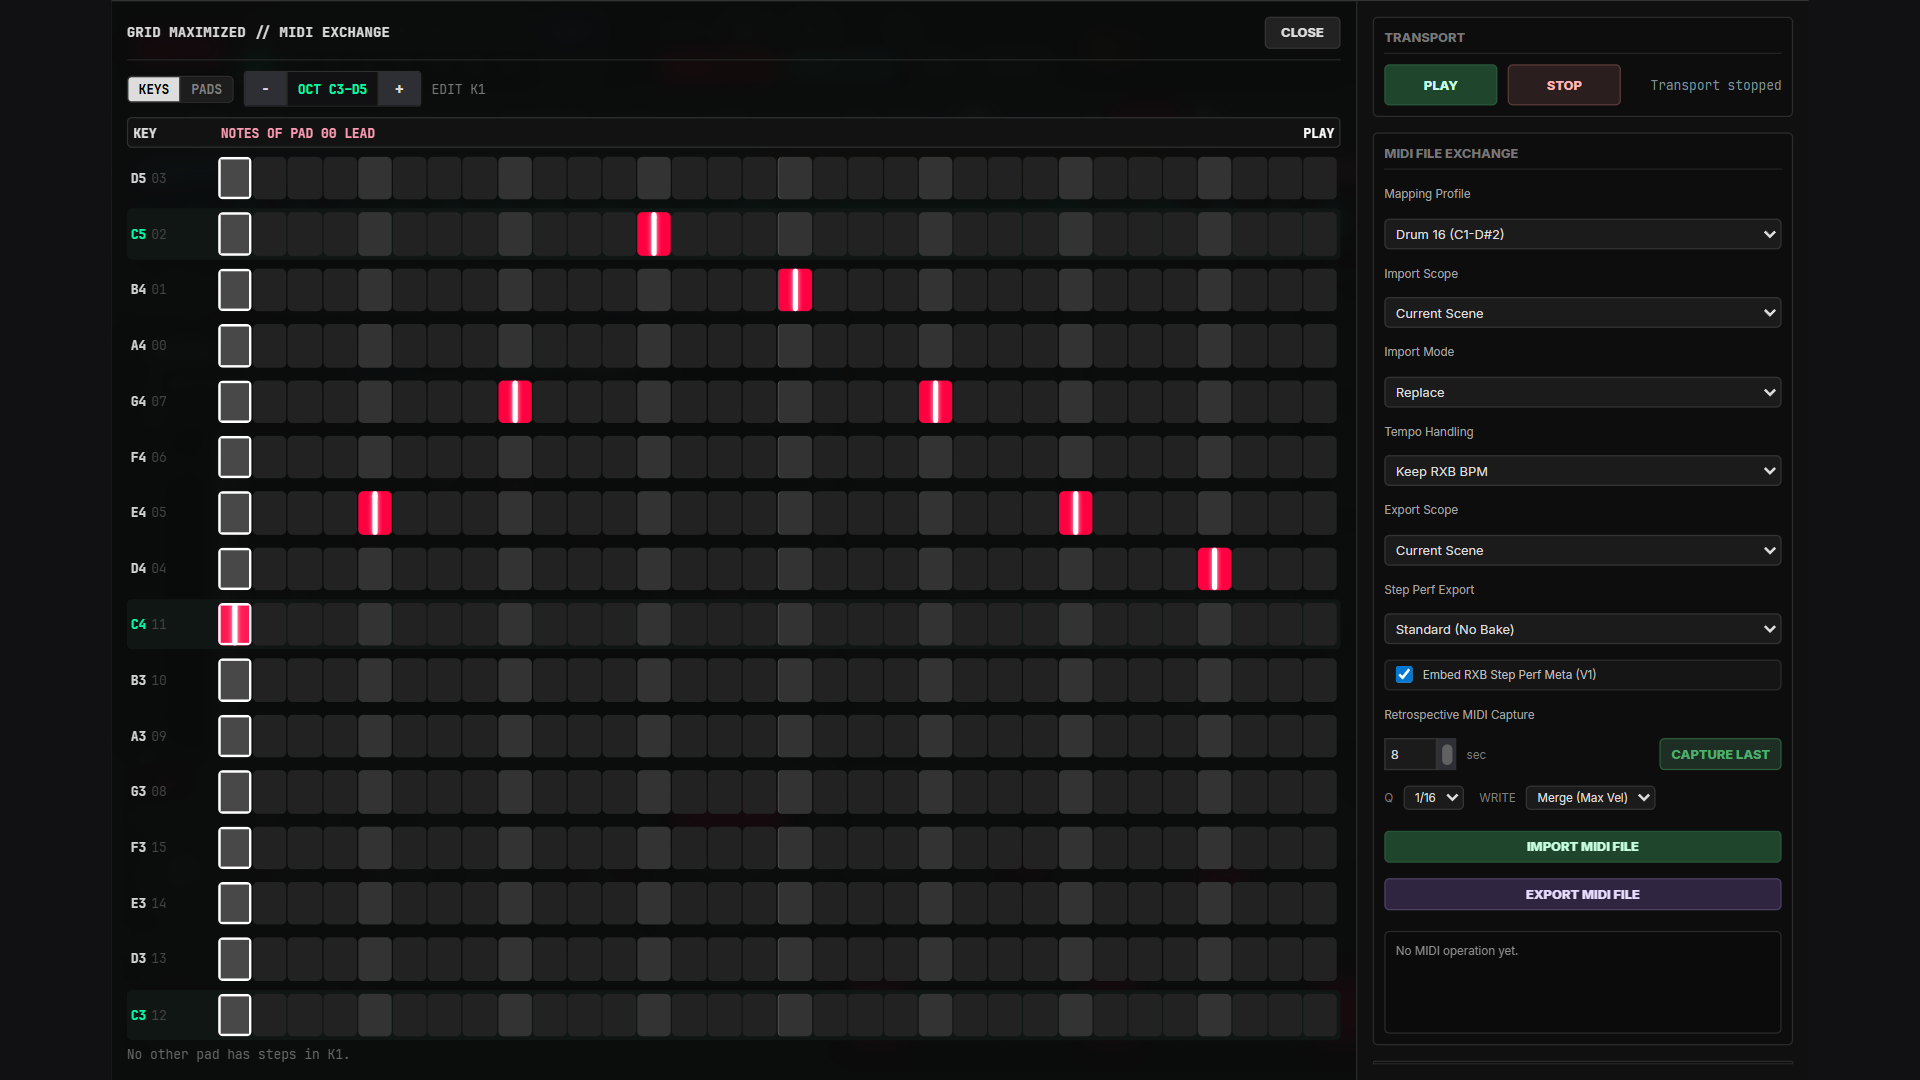 GRID MAXIMIZED // MIDI EXCHANGE
CLOSE
KEYS PADS - OCT C3–D5 + EDIT K1
KEY NOTES OF PAD 00 LEAD PLAY
D5 03
C5 02
B4 01
A4 00
G4 07
F4 06
E4 05
D4 04
C4 11
B3 10
A3 09
G3 08
F3 15
E3 14
D3 13
C3 12
No other pad has steps in K1.
TRANSPORT
PLAY STOP Transport stopped
MIDI FILE EXCHANGE
Mapping Profile
Drum 16 (C1-D#2)
Import Scope
Current Scene
Import Mode
Replace
Tempo Handling
Keep RXB BPM
Export Scope
Current Scene
Step Perf Export
Standard (No Bake)
Embed RXB Step Perf Meta (V1)
Retrospective MIDI Capture
8 sec CAPTURE LAST
Q 1/16 WRITE Merge (Max Vel)
IMPORT MIDI FILE
EXPORT MIDI FILE
No MIDI operation yet.